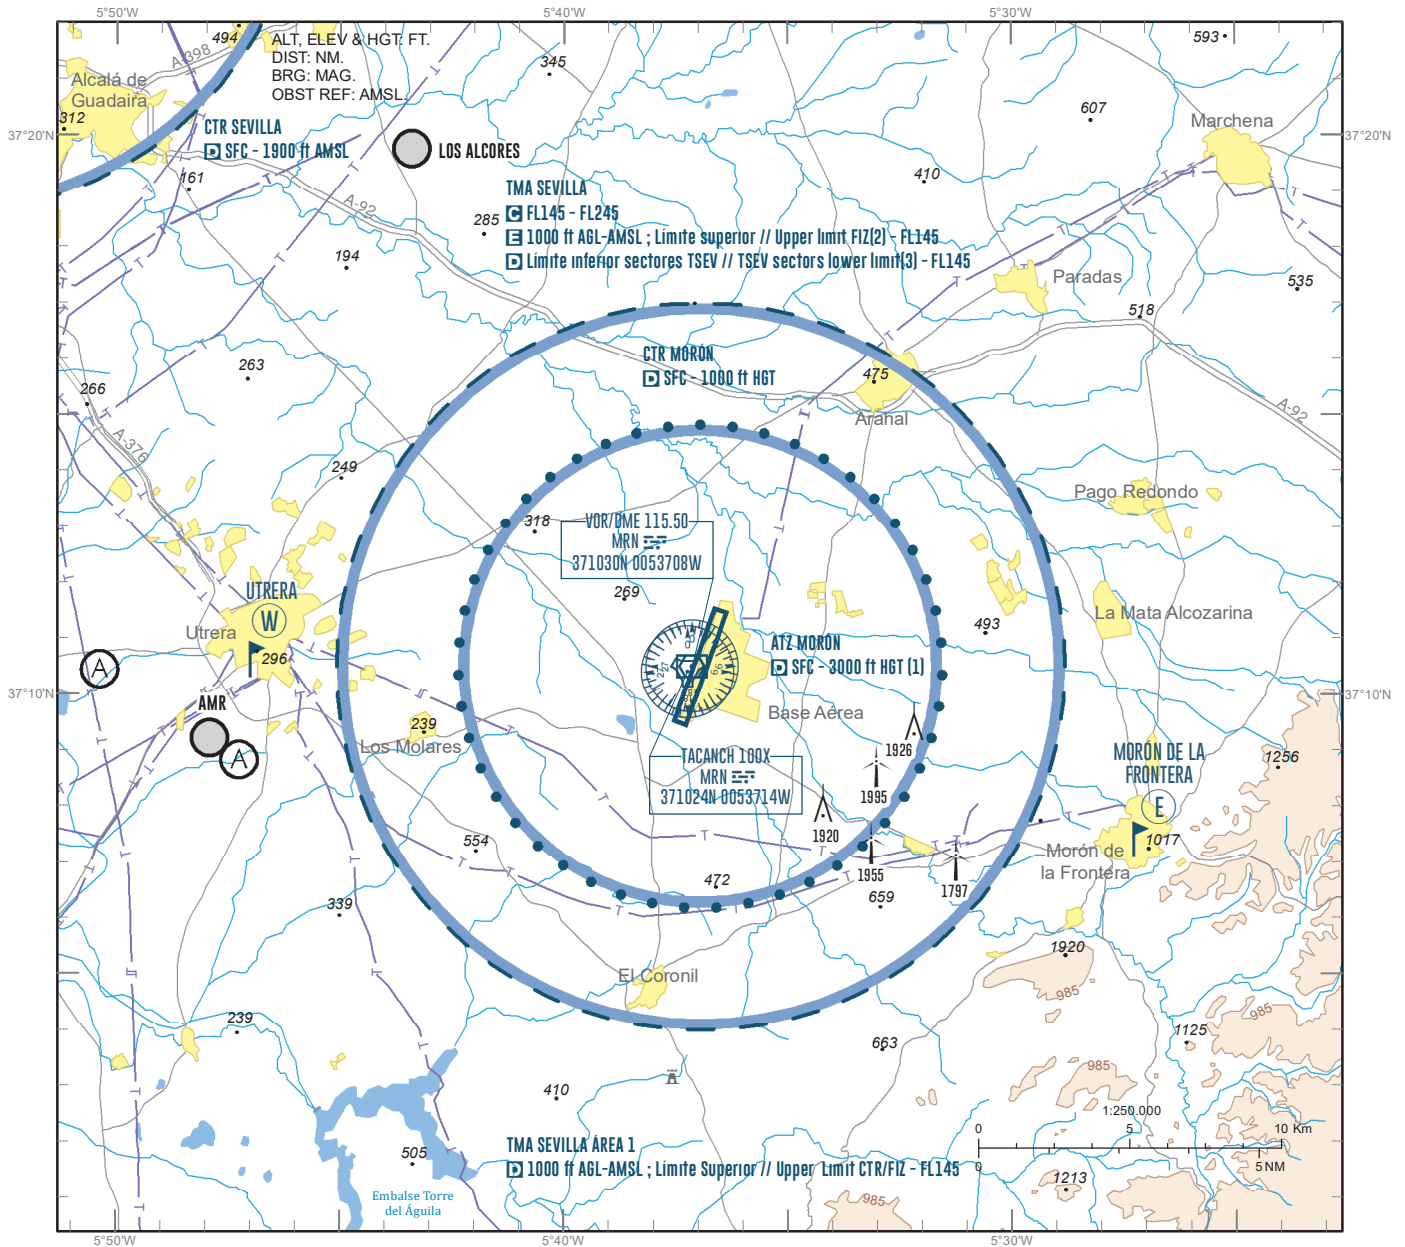 5°50'W
5°40'W
5°30'W
494
ALT, ELEV & HGT: FT.
DIST: NM.
BRG: MAG.
OBST REF: AMSL.
A-398
345
593
Alcalá de
Guadaira
312
607
Marchena
37°20'N
37°20'N
CTR SEVILLA
D SFC - 1900 ft AMSL
LOS ALCORES
161
A-92
410
TMA SEVILLA
C FL145 - FL245
E 1000 ft AGL-AMSL ; Límite superior // Upper limit FIZ(2) - FL145
D Límite inferior sectores TSEV // TSEV sectors lower limit(3) - FL145
285
194
Paradas
535
518
CTR MORÓN
D SFC - 1000 ft HGT
263
266
475
Arahal
A-92
A-376
249
Pago Redondo
318
VOR/DME 115.50
MRN
371030N 0053708W
269
UTRERA
W
Utrera
296
493
La Mata Alcozarina
ATZ MORÓN
D SFC - 3000 ft HGT (1)
A
37°10'N
37°10'N
AMR
A
239
Los Molares
Base Aérea
1926
TACANCH 100X
MRN
371024N 0053714W
1995
1920
MORÓN DE LA
FRONTERA
E
1256
1017
Morón de
la Frontera
554
1955
1797
472
659
339
1920
985
El Coronil
239
663
985
1125
985
410
1:250.000
0
5
10 Km
0
5 NM
505
TMA SEVILLA ÁREA 1
D 1000 ft AGL-AMSL ; Límite Superior // Upper Limit CTR/FIZ - FL145
1213
985
Embalse Torre
del Águila
5°50'W
5°40'W
5°30'W